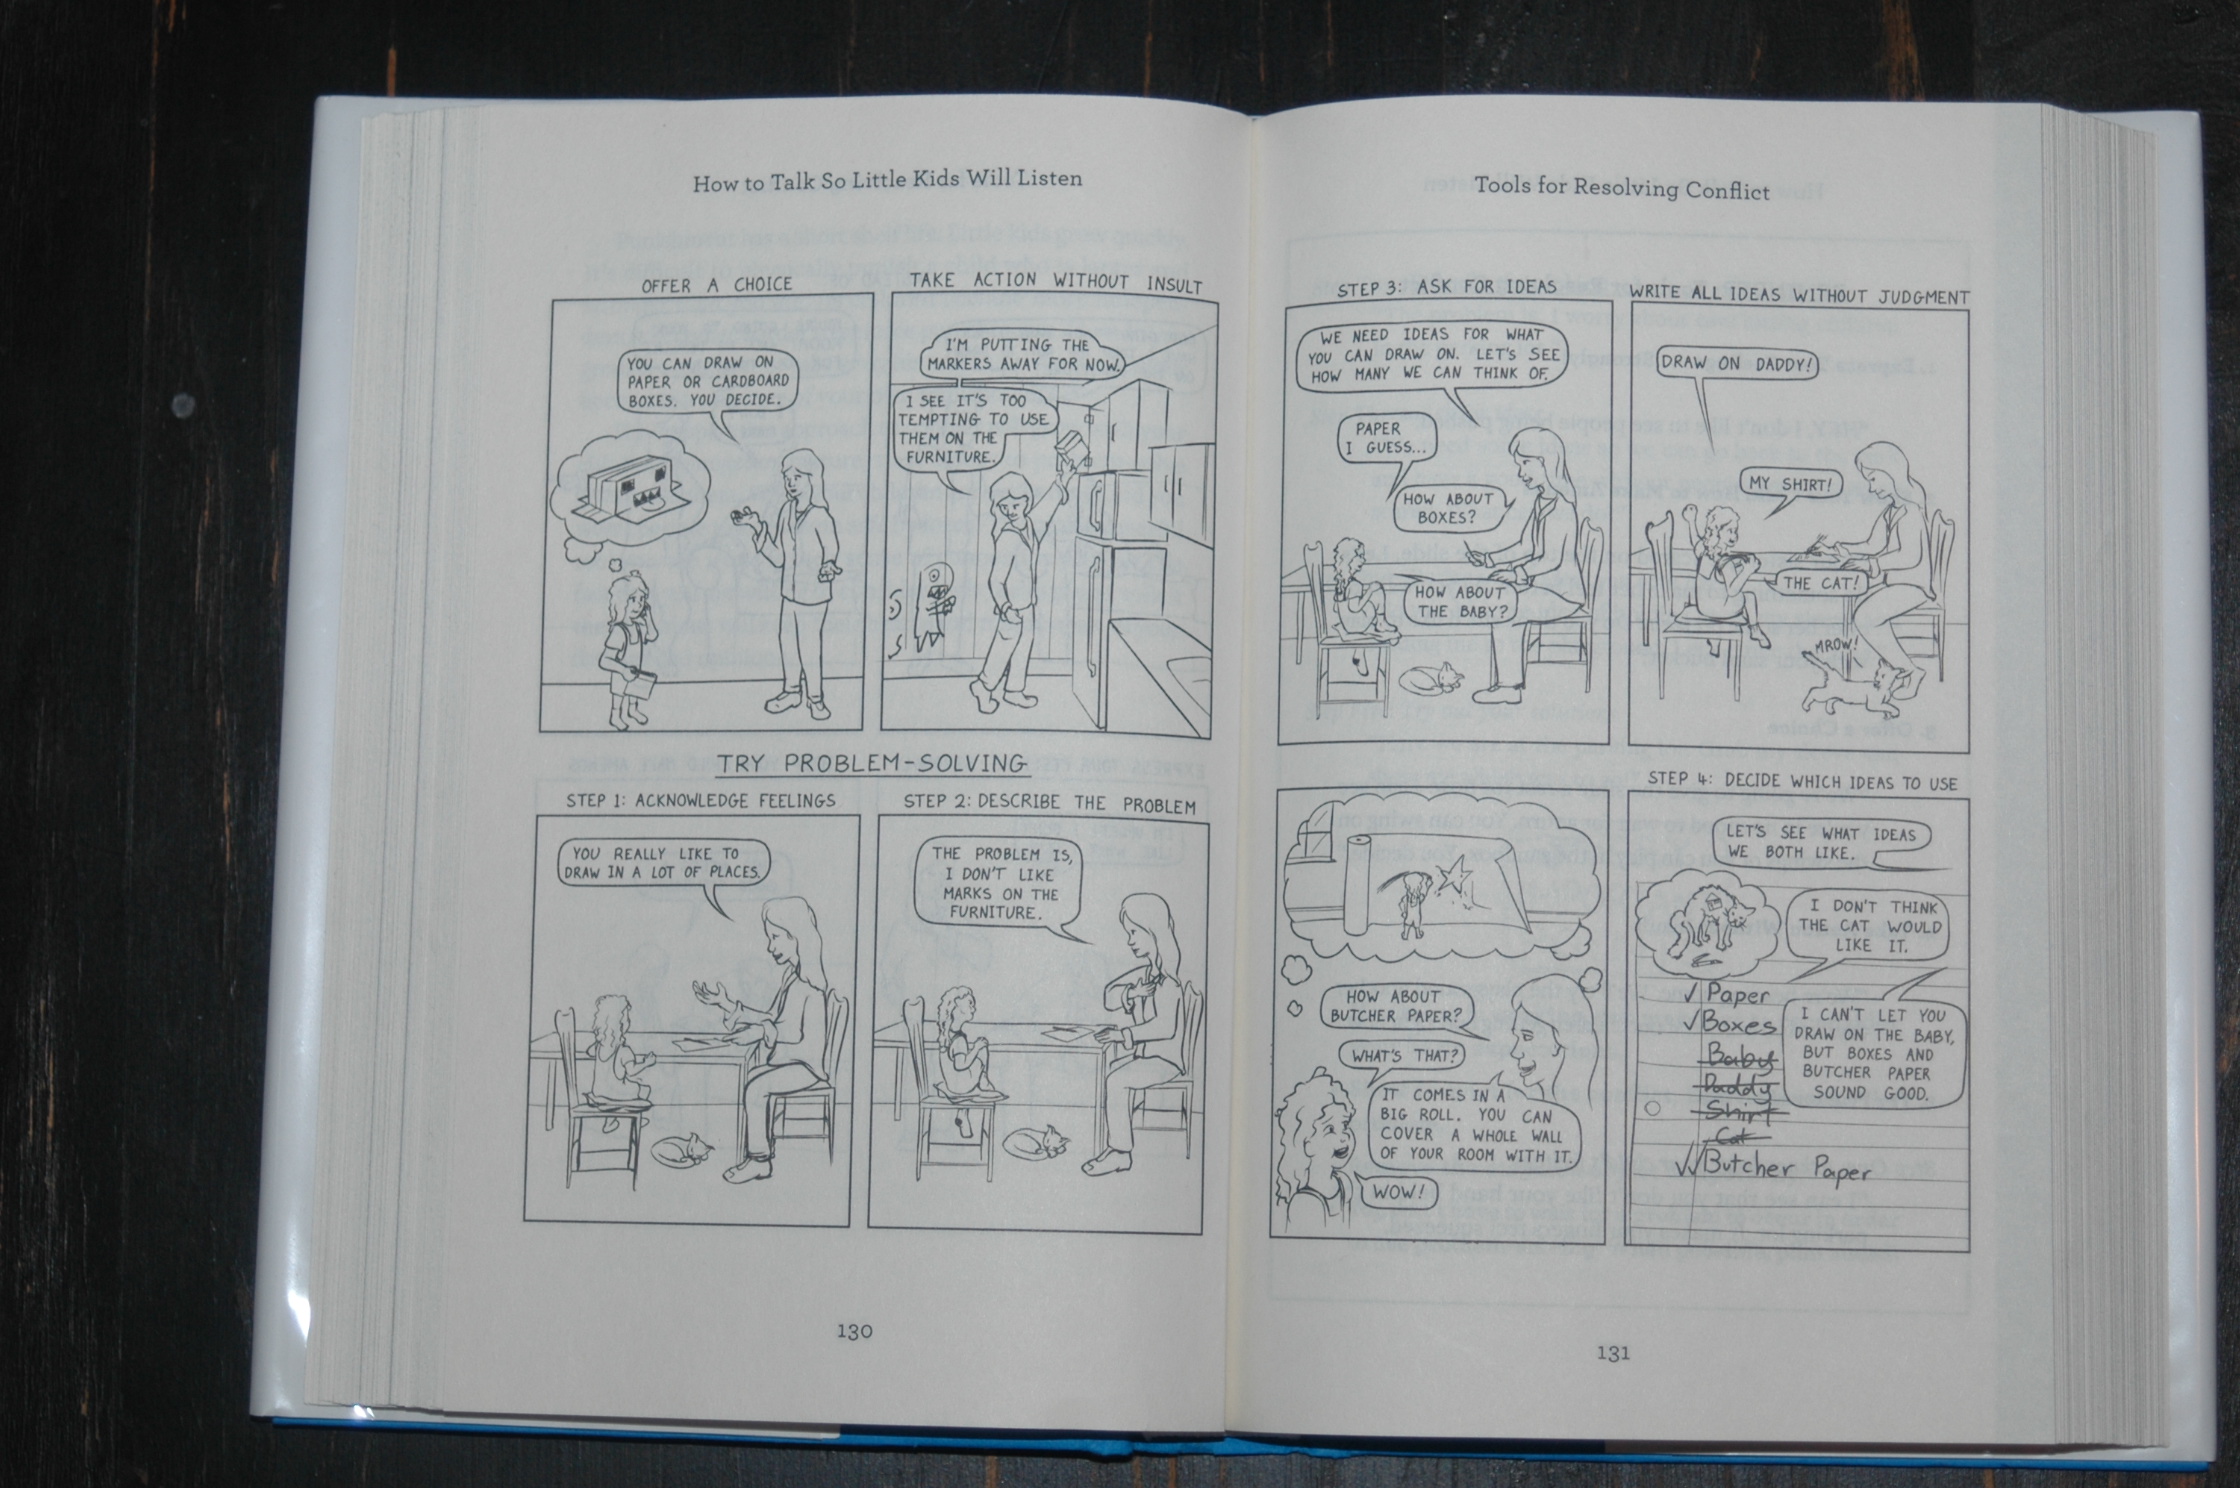 How to Talk So Little Kids Will Listen
OFFER A CHOICE
YOU CAN DRAW ON
PAPER OR CARDBOARD
BOXES. YOU DECIDE.
TAKE ACTION WITHOUT INSULT
I'M PUTTING THE
MARKERS AWAY FOR NOW.
I SEE IT'S TOO
TEMPTING TO USE
THEM ON THE
FURNITURE.
TRY PROBLEM-SOLVING
STEP 1: ACKNOWLEDGE FEELINGS
YOU REALLY LIKE TO
DRAW IN A LOT OF PLACES.
STEP 2: DESCRIBE THE PROBLEM
THE PROBLEM IS,
I DON'T LIKE
MARKS ON THE
FURNITURE.
130
Tools for Resolving Conflict
STEP 3: ASK FOR IDEAS
WE NEED IDEAS FOR WHAT
YOU CAN DRAW ON. LET'S SEE
HOW MANY WE CAN THINK OF.
PAPER
I GUESS...
HOW ABOUT
BOXES?
HOW ABOUT
THE BABY?
WRITE ALL IDEAS WITHOUT JUDGMENT
DRAW ON DADDY!
MY SHIRT!
THE CAT!
MROW!
HOW ABOUT
BUTCHER PAPER?
WHAT'S THAT?
IT COMES IN A
BIG ROLL. YOU CAN
COVER A WHOLE WALL
OF YOUR ROOM WITH IT.
WOW!
STEP 4: DECIDE WHICH IDEAS TO USE
LET'S SEE WHAT IDEAS
WE BOTH LIKE.
I DON'T THINK
THE CAT WOULD
LIKE IT.
I CAN'T LET YOU
DRAW ON THE BABY,
BUT BOXES AND
BUTCHER PAPER
SOUND GOOD.
✓ Paper
✓ Boxes
Baby
Daddy
Shirt
Cat
✓✓ Butcher Paper
131